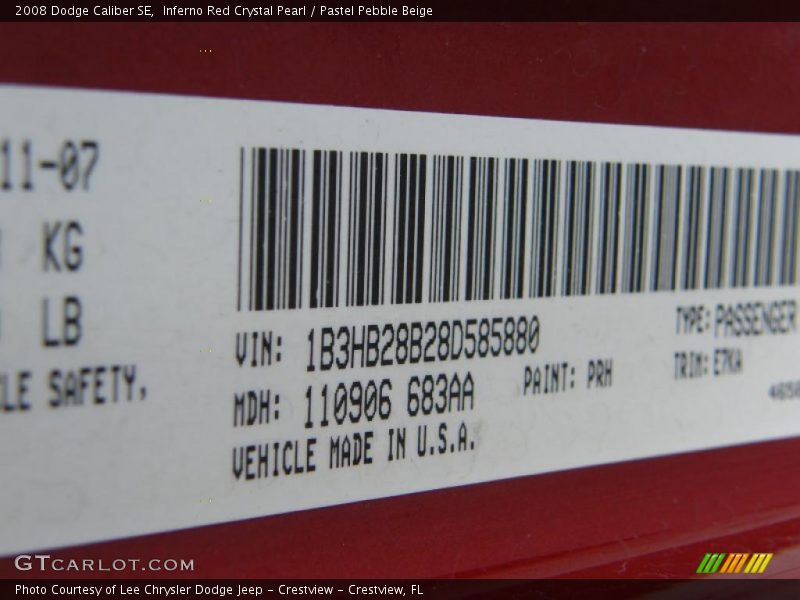 2008 Dodge Caliber SE, Inferno Red Crystal Pearl / Pastel Pebble Beige
11-07
KG
LB
LE SAFETY,
VIN: 1B3HB28B28D585880
TYPE: PASSENGER
MDH: 110906 683AA
PAINT: PRH
TRIM: E7KA
VEHICLE MADE IN U.S.A.
GTCARLOT.COM
Photo Courtesy of Lee Chrysler Dodge Jeep - Crestview - Crestview, FL